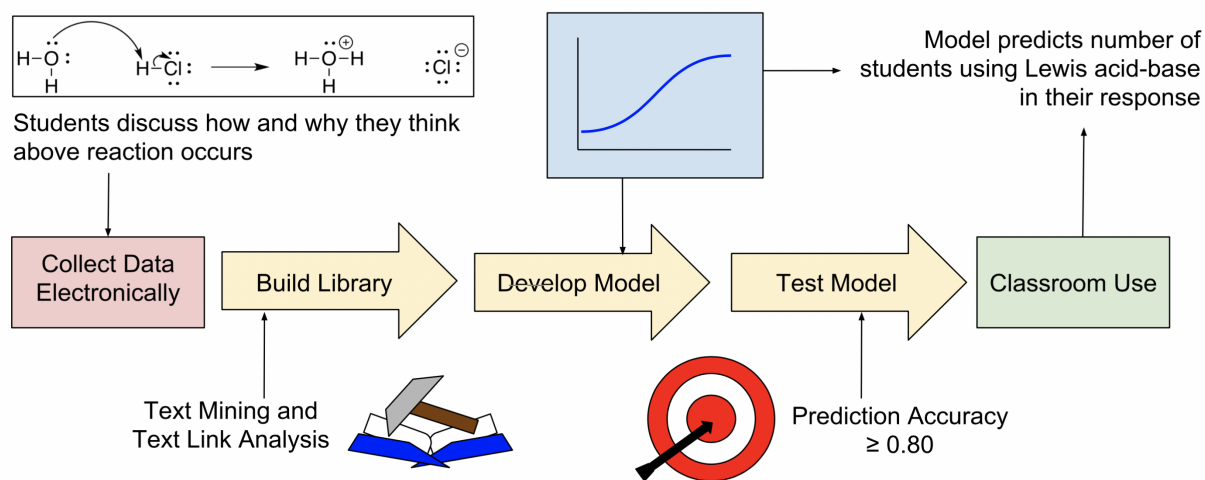 H–O: H–Cl: → H–O–H :Cl:
H H
⊕ ⊖
Students discuss how and why they think
above reaction occurs
Model predicts number of
students using Lewis acid-base
in their response
Collect Data
Electronically
Build Library
Develop Model
Test Model
Classroom Use
Text Mining and
Text Link Analysis
Prediction Accuracy
≥ 0.80